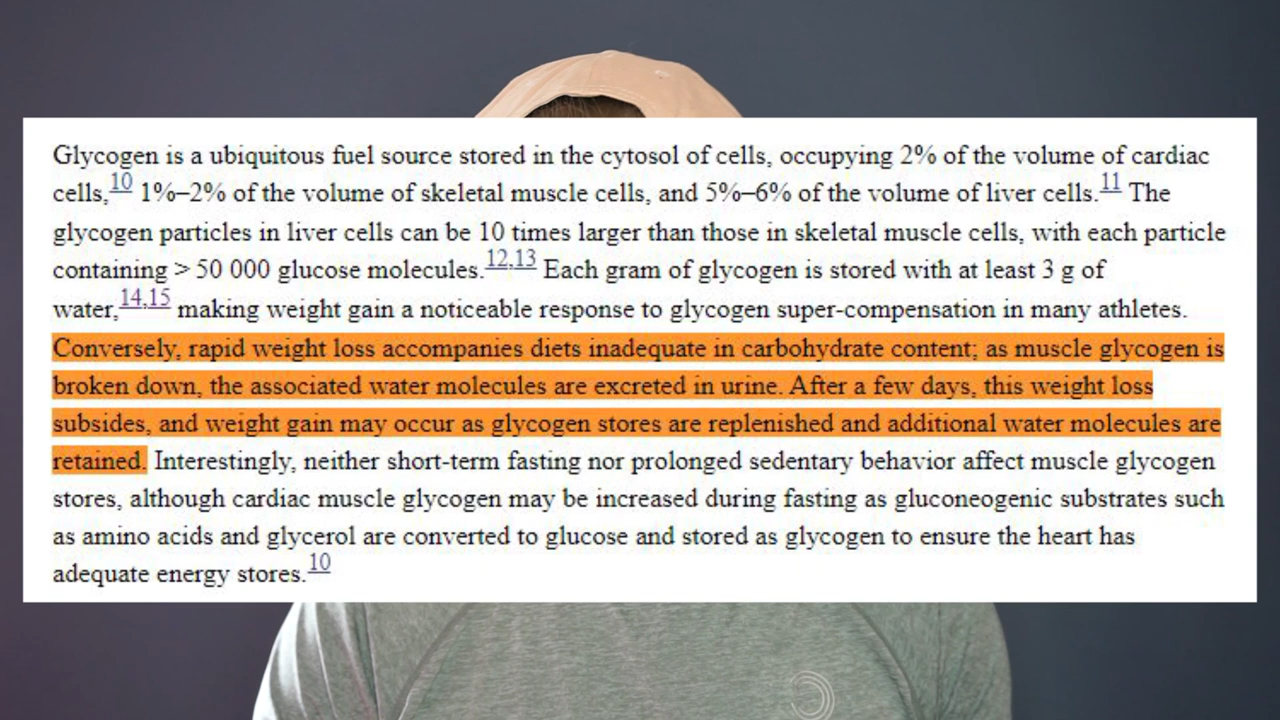 Glycogen is a ubiquitous fuel source stored in the cytosol of cells, occupying 2% of the volume of cardiac
cells,10 1%–2% of the volume of skeletal muscle cells, and 5%–6% of the volume of liver cells.11 The
glycogen particles in liver cells can be 10 times larger than those in skeletal muscle cells, with each particle
containing > 50 000 glucose molecules.12,13 Each gram of glycogen is stored with at least 3 g of
water,14,15 making weight gain a noticeable response to glycogen super-compensation in many athletes.
Conversely, rapid weight loss accompanies diets inadequate in carbohydrate content; as muscle glycogen is
broken down, the associated water molecules are excreted in urine. After a few days, this weight loss
subsides, and weight gain may occur as glycogen stores are replenished and additional water molecules are
retained. Interestingly, neither short-term fasting nor prolonged sedentary behavior affect muscle glycogen
stores, although cardiac muscle glycogen may be increased during fasting as gluconeogenic substrates such
as amino acids and glycerol are converted to glucose and stored as glycogen to ensure the heart has
adequate energy stores.10